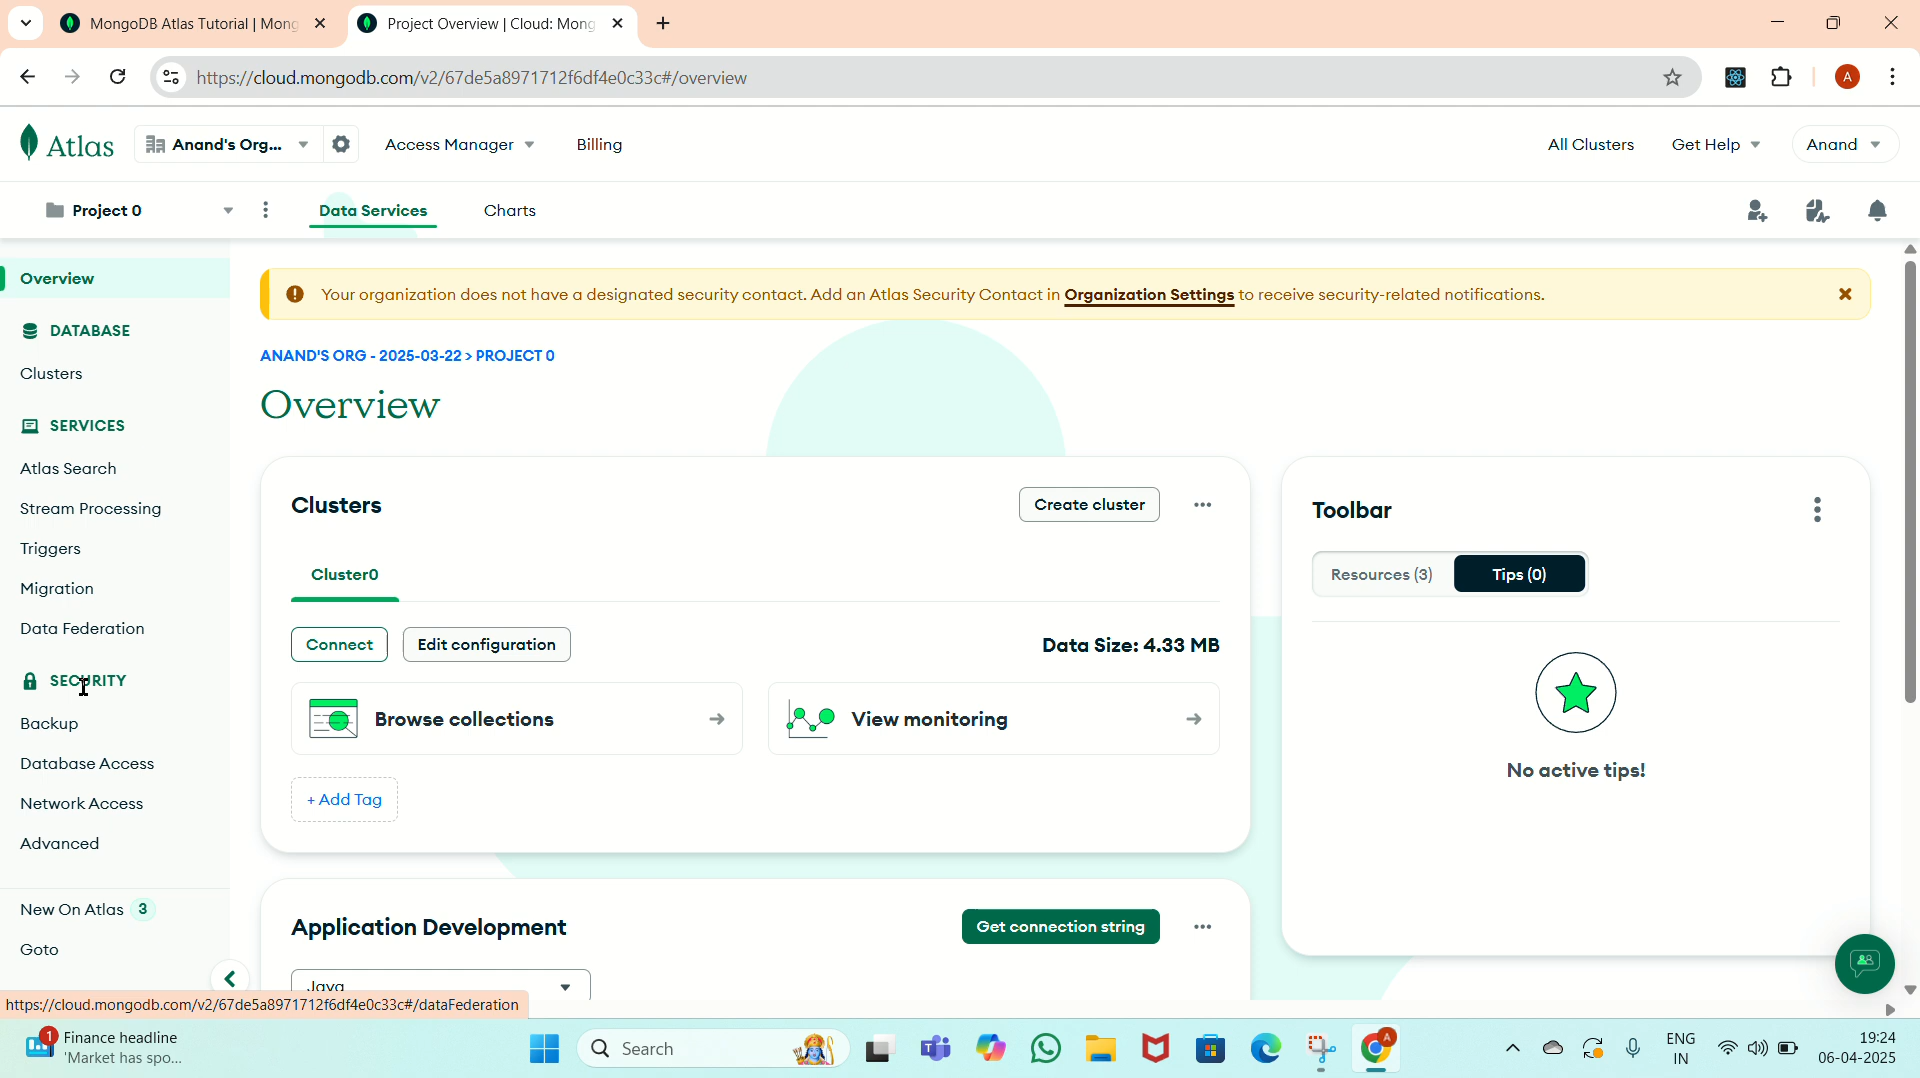 MongoDB Atlas Tutorial | Mong
Project Overview | Cloud: Mong
https://cloud.mongodb.com/v2/67de5a8971712f6df4e0c33c#/overview
A
Atlas
Anand's Org...
Access Manager
Billing
All Clusters
Get Help
Anand
Project 0
Data Services
Charts
Overview
DATABASE
Clusters
SERVICES
Atlas Search
Stream Processing
Triggers
Migration
Data Federation
SECURITY
Backup
Database Access
Network Access
Advanced
New On Atlas 3
Goto
Your organization does not have a designated security contact. Add an Atlas Security Contact in Organization Settings to receive security-related notifications.
ANAND'S ORG - 2025-03-22 > PROJECT 0
Overview
Clusters
Create cluster
Cluster0
Connect
Edit configuration
Data Size: 4.33 MB
Browse collections
View monitoring
+ Add Tag
Application Development
Get connection string
Java
Toolbar
Resources (3)
Tips (0)
No active tips!
https://cloud.mongodb.com/v2/67de5a8971712f6df4e0c33c#/dataFederation
1
Finance headline
'Market has spo...
Search
A
ENG
IN
19:24
06-04-2025